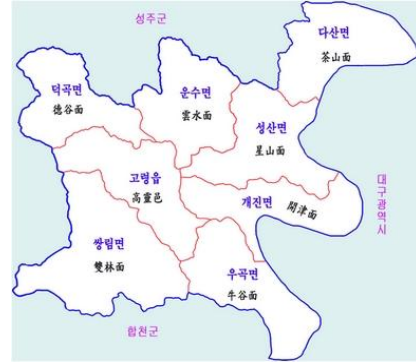 성주군
다산면
茶山面
덕곡면
德谷面
운수면
雲水面
성산면
星山面
고령읍
高靈邑
개진면
開津面
대구광역시
쌍림면
雙林面
우곡면
牛谷面
합천군